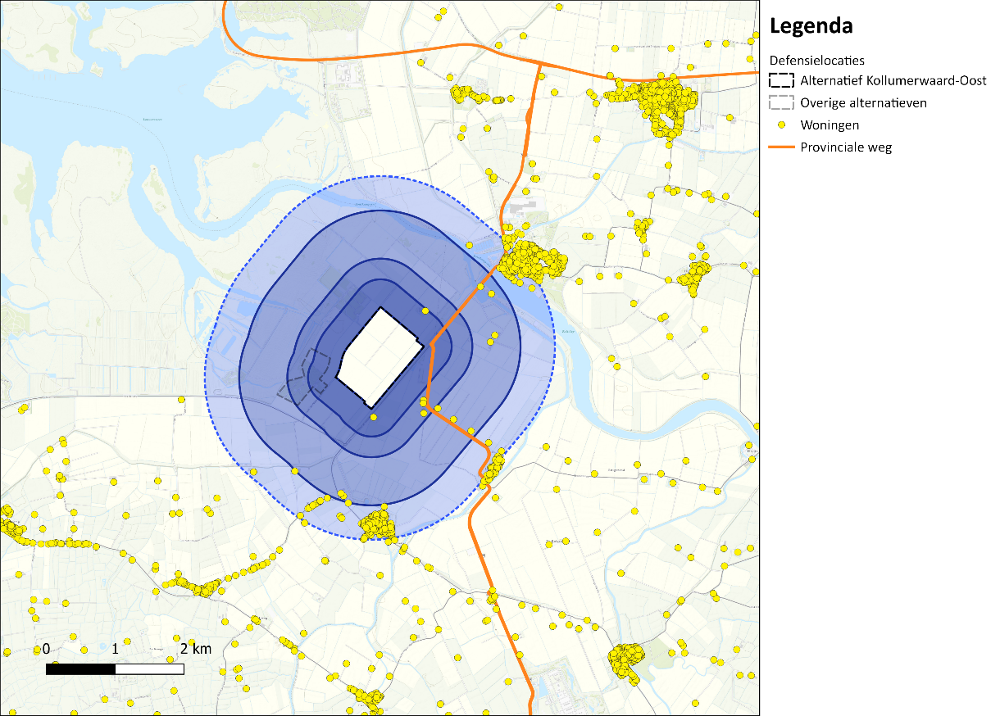 Legenda
Defensielocaties
Alternatief Kollumerwaard-Oost
Overige alternatieven
Woningen
Provinciale weg
0 1 2 km